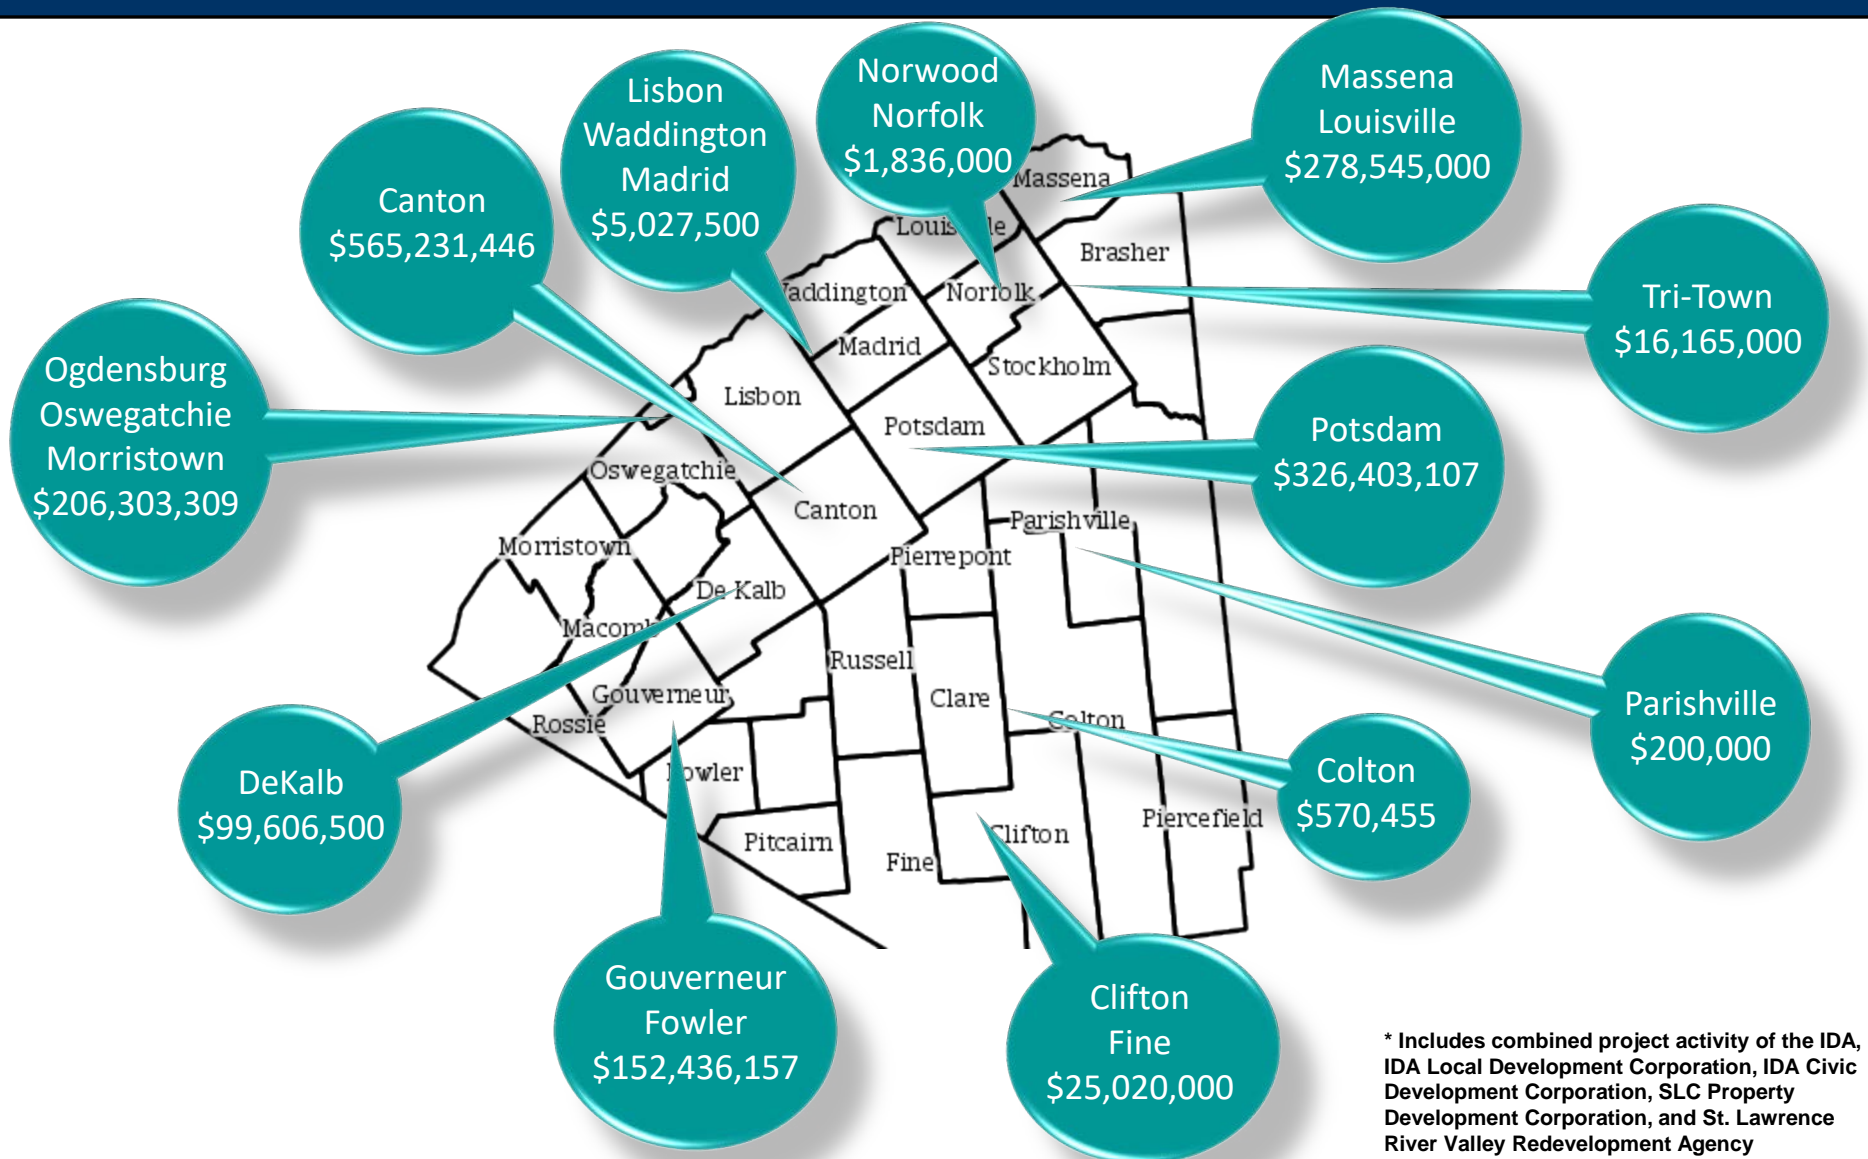 Norwood
Norfolk
$1,836,000
Massena
Louisville
$278,545,000
Lisbon
Waddington
Madrid
$5,027,500
Canton
$565,231,446
Tri-Town
$16,165,000
Ogdensburg
Oswegatchie
Morristown
$206,303,309
Potsdam
$326,403,107
Parishville
$200,000
DeKalb
$99,606,500
Colton
$570,455
Gouverneur
Fowler
$152,436,157
Clifton
Fine
$25,020,000
Massena
Brasher
Norfolk
Madrid
Stockholm
Lisbon
Potsdam
Oswegatchie
Canton
Parishville
Morristown
Pierrepont
De Kalb
Macomb
Russell
Gouverneur
Clare
Rossie
Colton
Piercefield
Clifton
Pitcairn
Fine
* Includes combined project activity of the IDA,
IDA Local Development Corporation, IDA Civic
Development Corporation, SLC Property
Development Corporation, and St. Lawrence
River Valley Redevelopment Agency